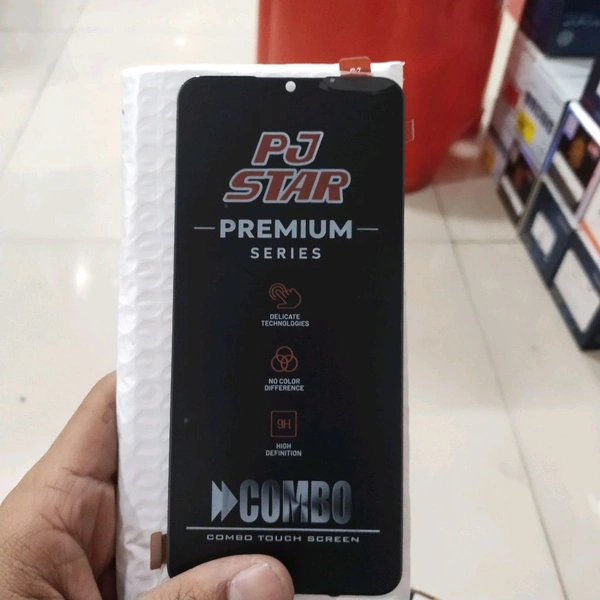 PJ
STAR
PREMIUM
SERIES
DELICATE
TECHNOLOGIES
NO COLOR
DIFFERENCE
9H
HIGH
DEFINITION
COMBO
COMBO TOUCH SCREEN